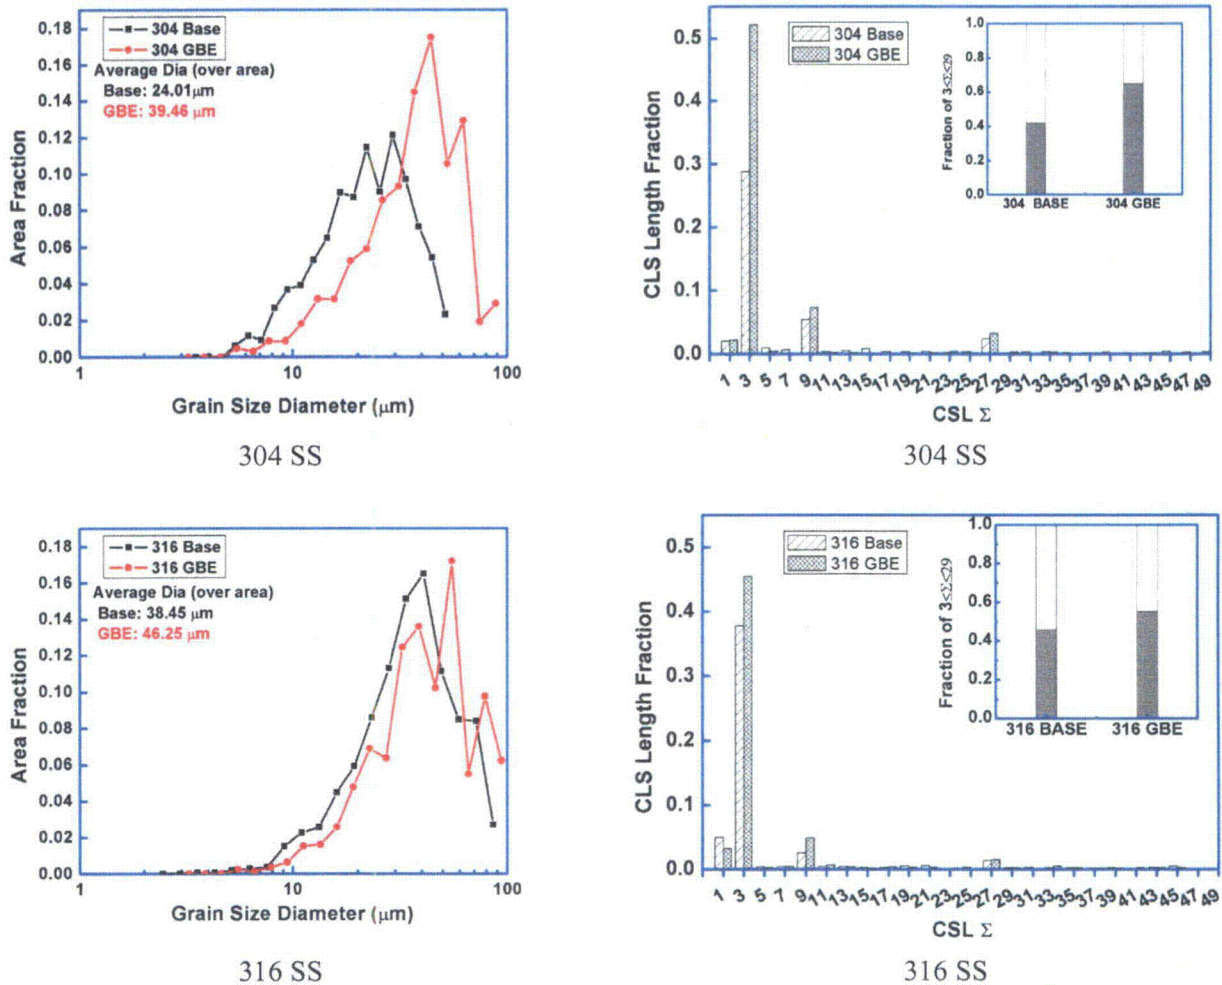 304 Base
304 GBE
Average Dia (over area)
Base: 24.01μm
GBE: 39.46 μm
0.18
0.16
0.14
0.12
0.10
0.08
0.06
0.04
0.02
0.00
Area Fraction
1
10
100
Grain Size Diameter (μm)
304 SS
304 Base
304 GBE
0.5
0.4
0.3
0.2
0.1
0.0
CLS Length Fraction
1 3 5 7 9 11 13 15 17 19 21 23 25 27 29 31 33 35 37 39 41 43 45 47 49
CSL Σ
1.0
0.8
0.6
0.4
0.2
0.0
Fraction of 3≤Σ≤29
304 BASE
304 GBE
304 SS
316 Base
316 GBE
Average Dia (over area)
Base: 38.45 μm
GBE: 46.25 μm
0.18
0.16
0.14
0.12
0.10
0.08
0.06
0.04
0.02
0.00
Area Fraction
1
10
100
Grain Size Diameter (μm)
316 SS
316 Base
316 GBE
0.5
0.4
0.3
0.2
0.1
0.0
CLS Length Fraction
1 3 5 7 9 11 13 15 17 19 21 23 25 27 29 31 33 35 37 39 41 43 45 47 49
CSL Σ
1.0
0.8
0.6
0.4
0.2
0.0
Fraction of 3≤Σ≤29
316 BASE
316 GBE
316 SS